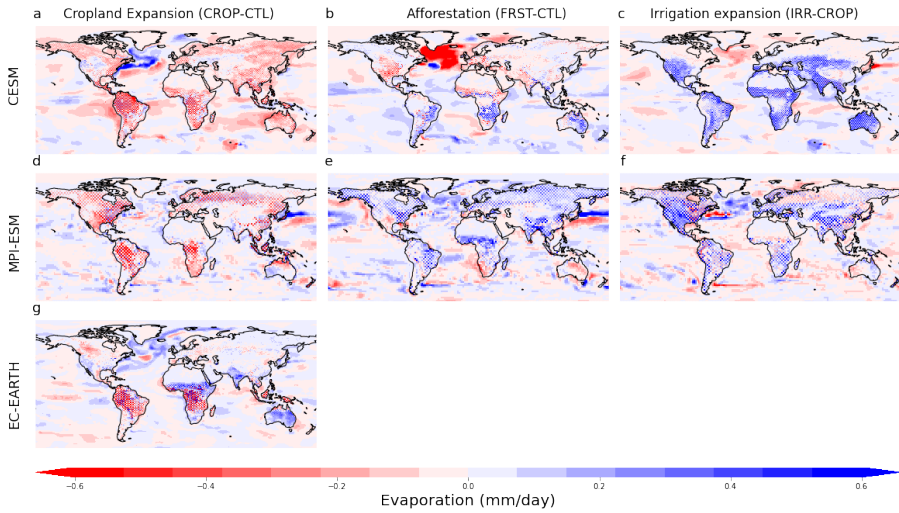 a Cropland Expansion (CROP-CTL) b Afforestation (FRST-CTL) c Irrigation expansion (IRR-CROP)
CESM
d e f
MPI-ESM
g
EC-EARTH
−0.6 −0.4 −0.2 0.0 0.2 0.4 0.6
Evaporation (mm/day)